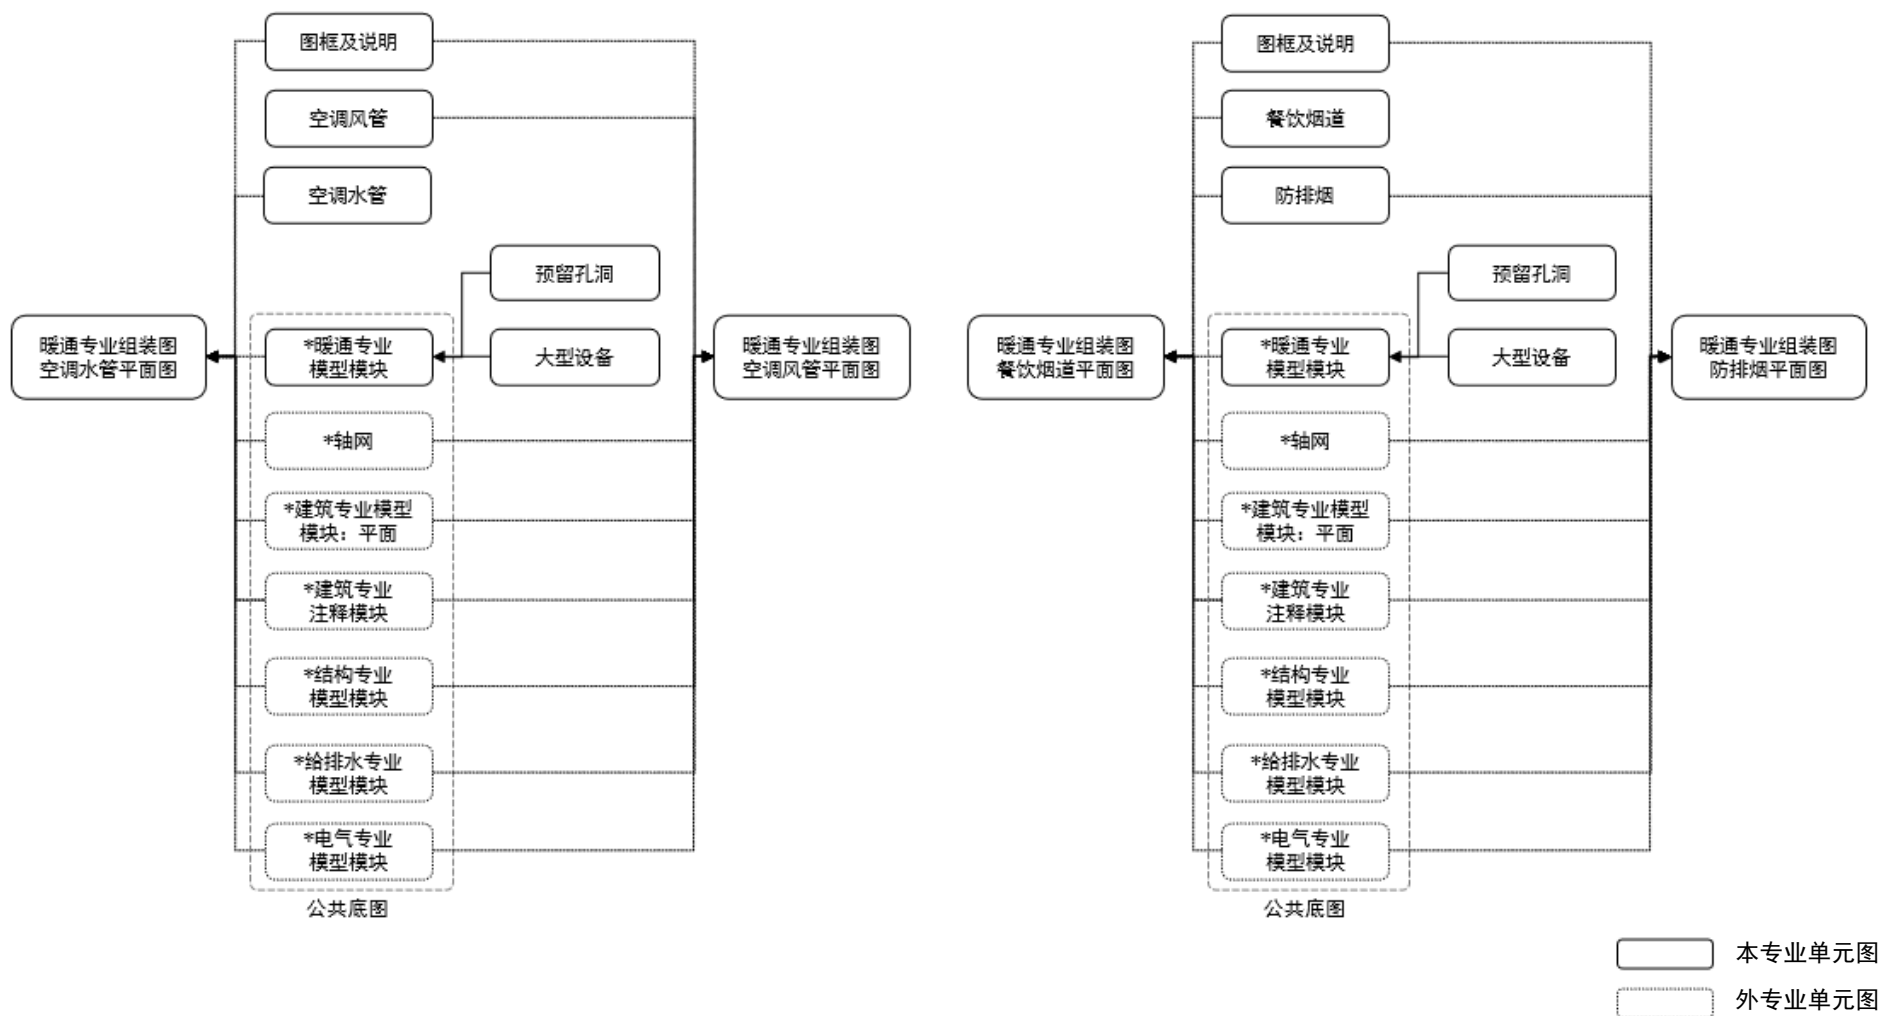 图框及说明
空调风管
空调水管
预留孔洞
暖通专业组装图
空调水管平面图
*暖通专业
模型模块
大型设备
暖通专业组装图
空调风管平面图
*轴网
*建筑专业模型
模块：平面
*建筑专业
注释模块
*结构专业
模型模块
*给排水专业
模型模块
*电气专业
模型模块
公共底图
图框及说明
餐饮烟道
防排烟
预留孔洞
暖通专业组装图
餐饮烟道平面图
*暖通专业
模型模块
大型设备
暖通专业组装图
防排烟平面图
*轴网
*建筑专业模型
模块：平面
*建筑专业
注释模块
*结构专业
模型模块
*给排水专业
模型模块
*电气专业
模型模块
公共底图
本专业单元图
外专业单元图